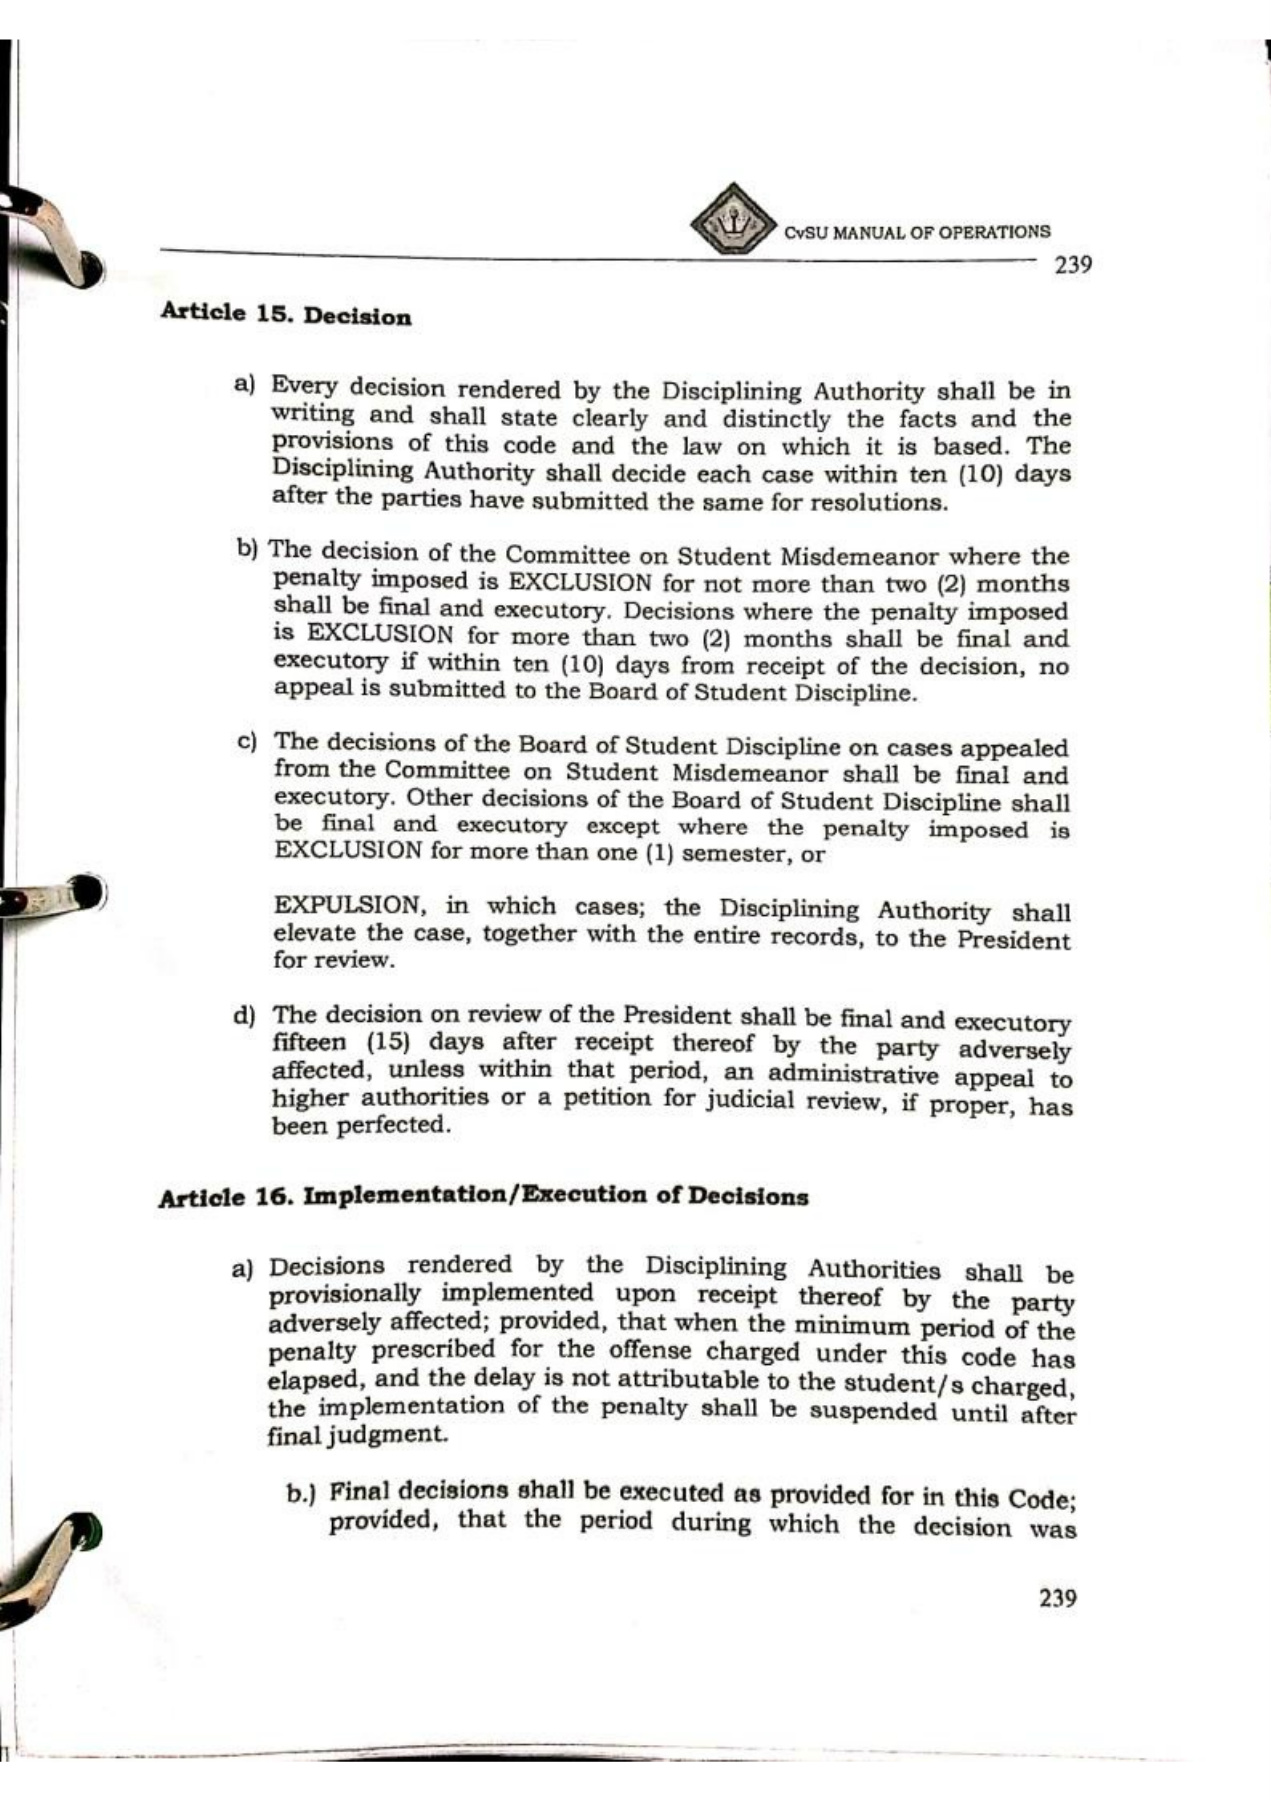 CvSU MANUAL OF OPERATIONS
239
Article 15. Decision
a) Every decision rendered by the Disciplining Authority shall be in
writing and shall state clearly and distinctly the facts and the
provisions of this code and the law on which it is based. The
Disciplining Authority shall decide each case within ten (10) days
after the parties have submitted the same for resolutions.
b) The decision of the Committee on Student Misdemeanor where the
penalty imposed is EXCLUSION for not more than two (2) months
shall be final and executory. Decisions where the penalty imposed
is EXCLUSION for more than two (2) months shall be final and
executory if within ten (10) days from receipt of the decision, no
appeal is submitted to the Board of Student Discipline.
c) The decisions of the Board of Student Discipline on cases appealed
from the Committee on Student Misdemeanor shall be final and
executory. Other decisions of the Board of Student Discipline shall
be final and executory except where the penalty imposed is
EXCLUSION for more than one (1) semester, or
EXPULSION, in which cases; the Disciplining Authority shall
elevate the case, together with the entire records, to the President
for review.
d) The decision on review of the President shall be final and executory
fifteen (15) days after receipt thereof by the party adversely
affected, unless within that period, an administrative appeal to
higher authorities or a petition for judicial review, if proper, has
been perfected.
Article 16. Implementation/Execution of Decisions
a) Decisions rendered by the Disciplining Authorities shall be
provisionally implemented upon receipt thereof by the party
adversely affected; provided, that when the minimum period of the
penalty prescribed for the offense charged under this code has
elapsed, and the delay is not attributable to the student/s charged,
the implementation of the penalty shall be suspended until after
final judgment.
b.) Final decisions shall be executed as provided for in this Code;
provided, that the period during which the decision was
239